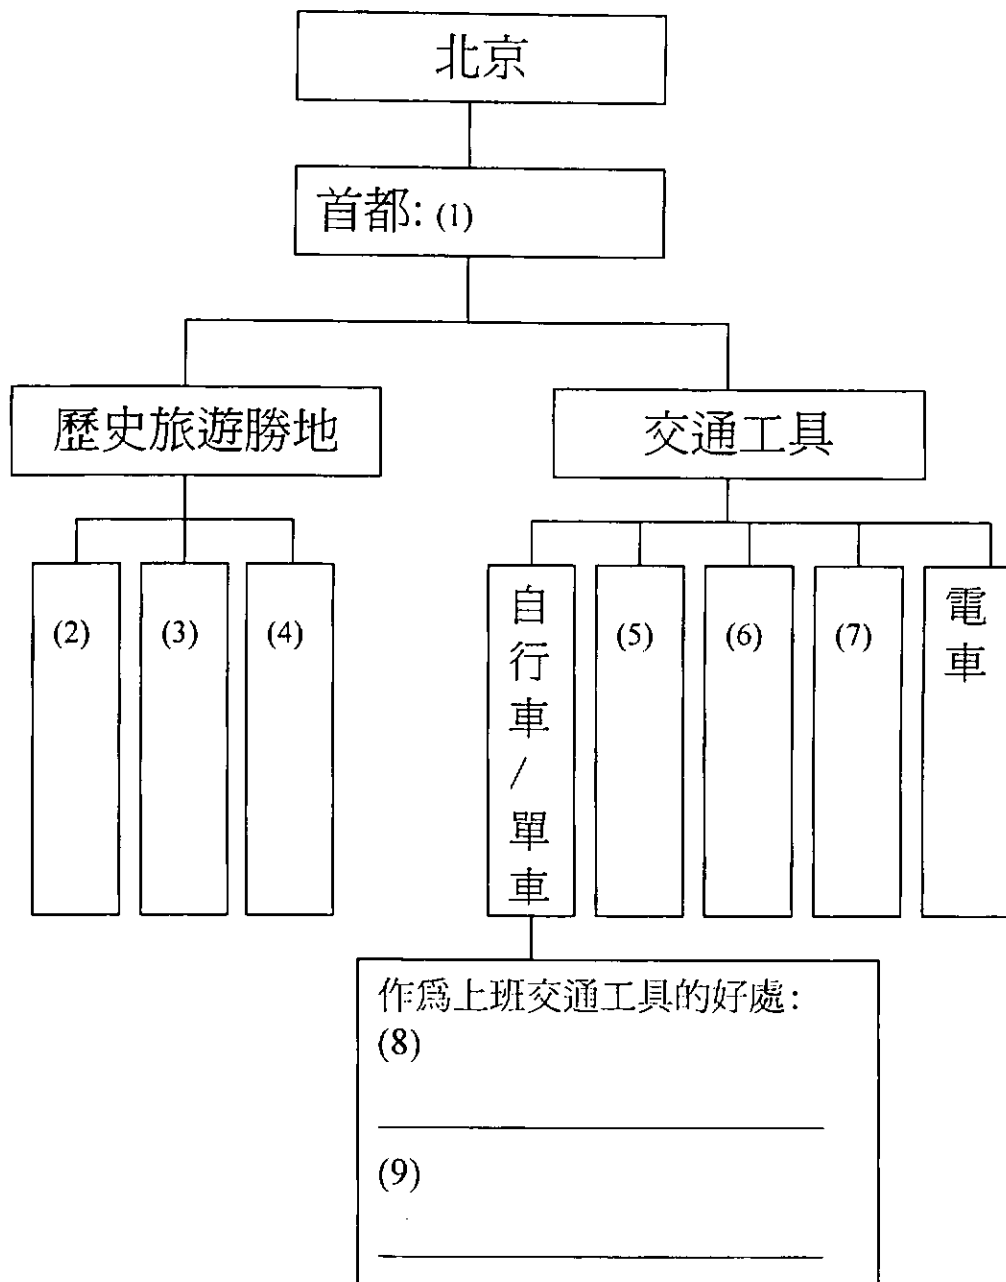 北京
首都: (1)
歷史旅遊勝地
交通工具
(2)
(3)
(4)
自行車/單車
(5)
(6)
(7)
電車
作爲上班交通工具的好處:
(8)
(9)